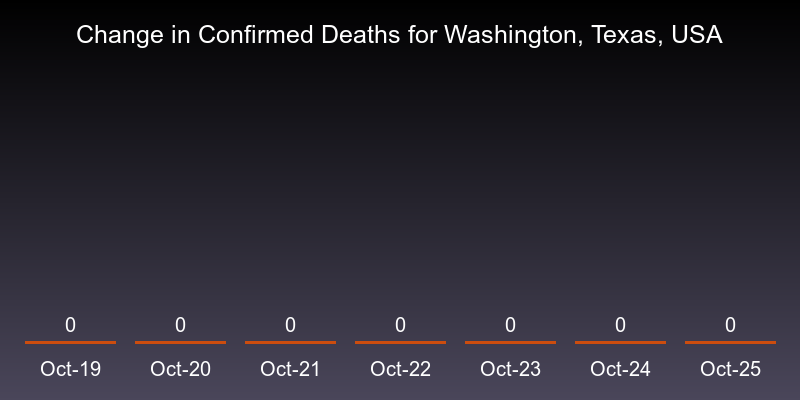 Change in Confirmed Deaths for Washington, Texas, USA
0 0 0 0 0 0 0
Oct-19 Oct-20 Oct-21 Oct-22 Oct-23 Oct-24 Oct-25